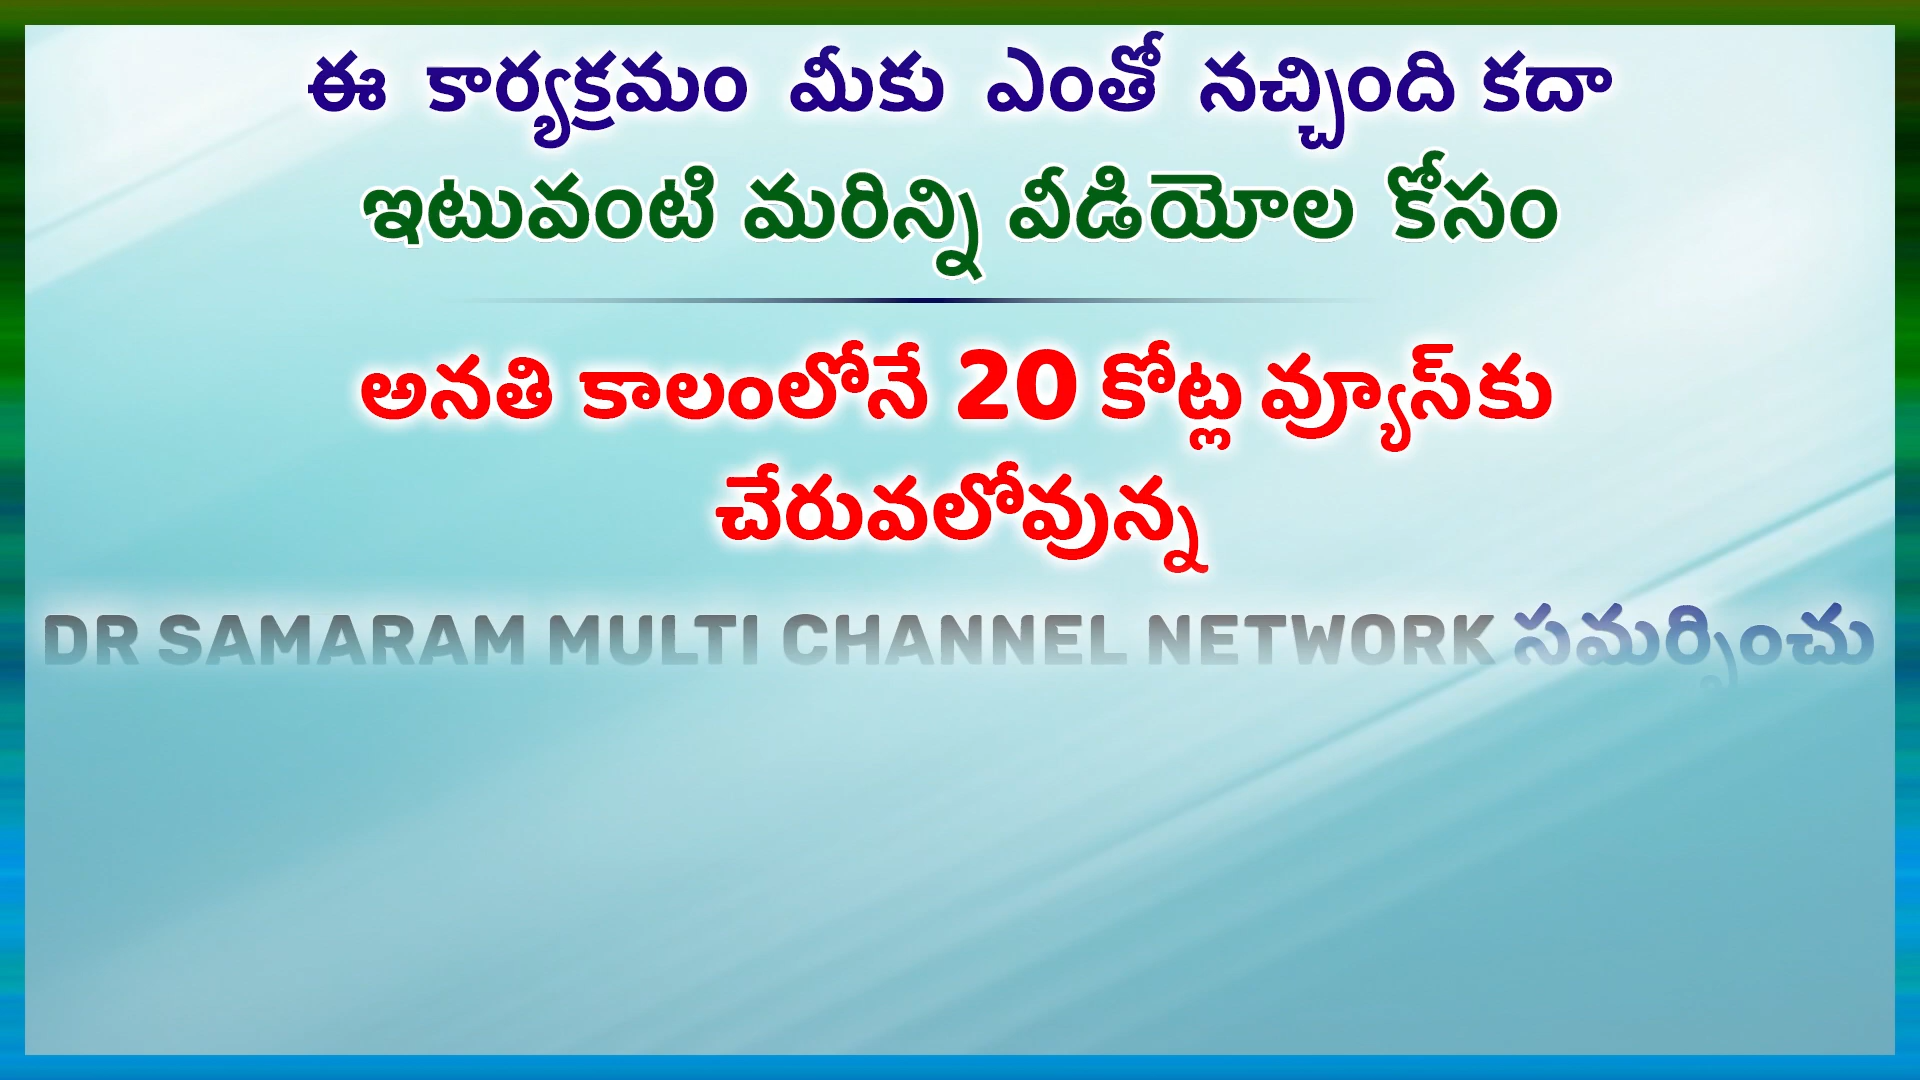 ఈ కార్యక్రమం మీకు ఎంతో నచ్చింది కదా
ఇటువంటి మరిన్ని వీడియోల కోసం
అనతి కాలంలోనే 20 కోట్ల వ్యూస్‌కు
చేరువలోవున్న
DR SAMARAM MULTI CHANNEL NETWORK సమర్పించు